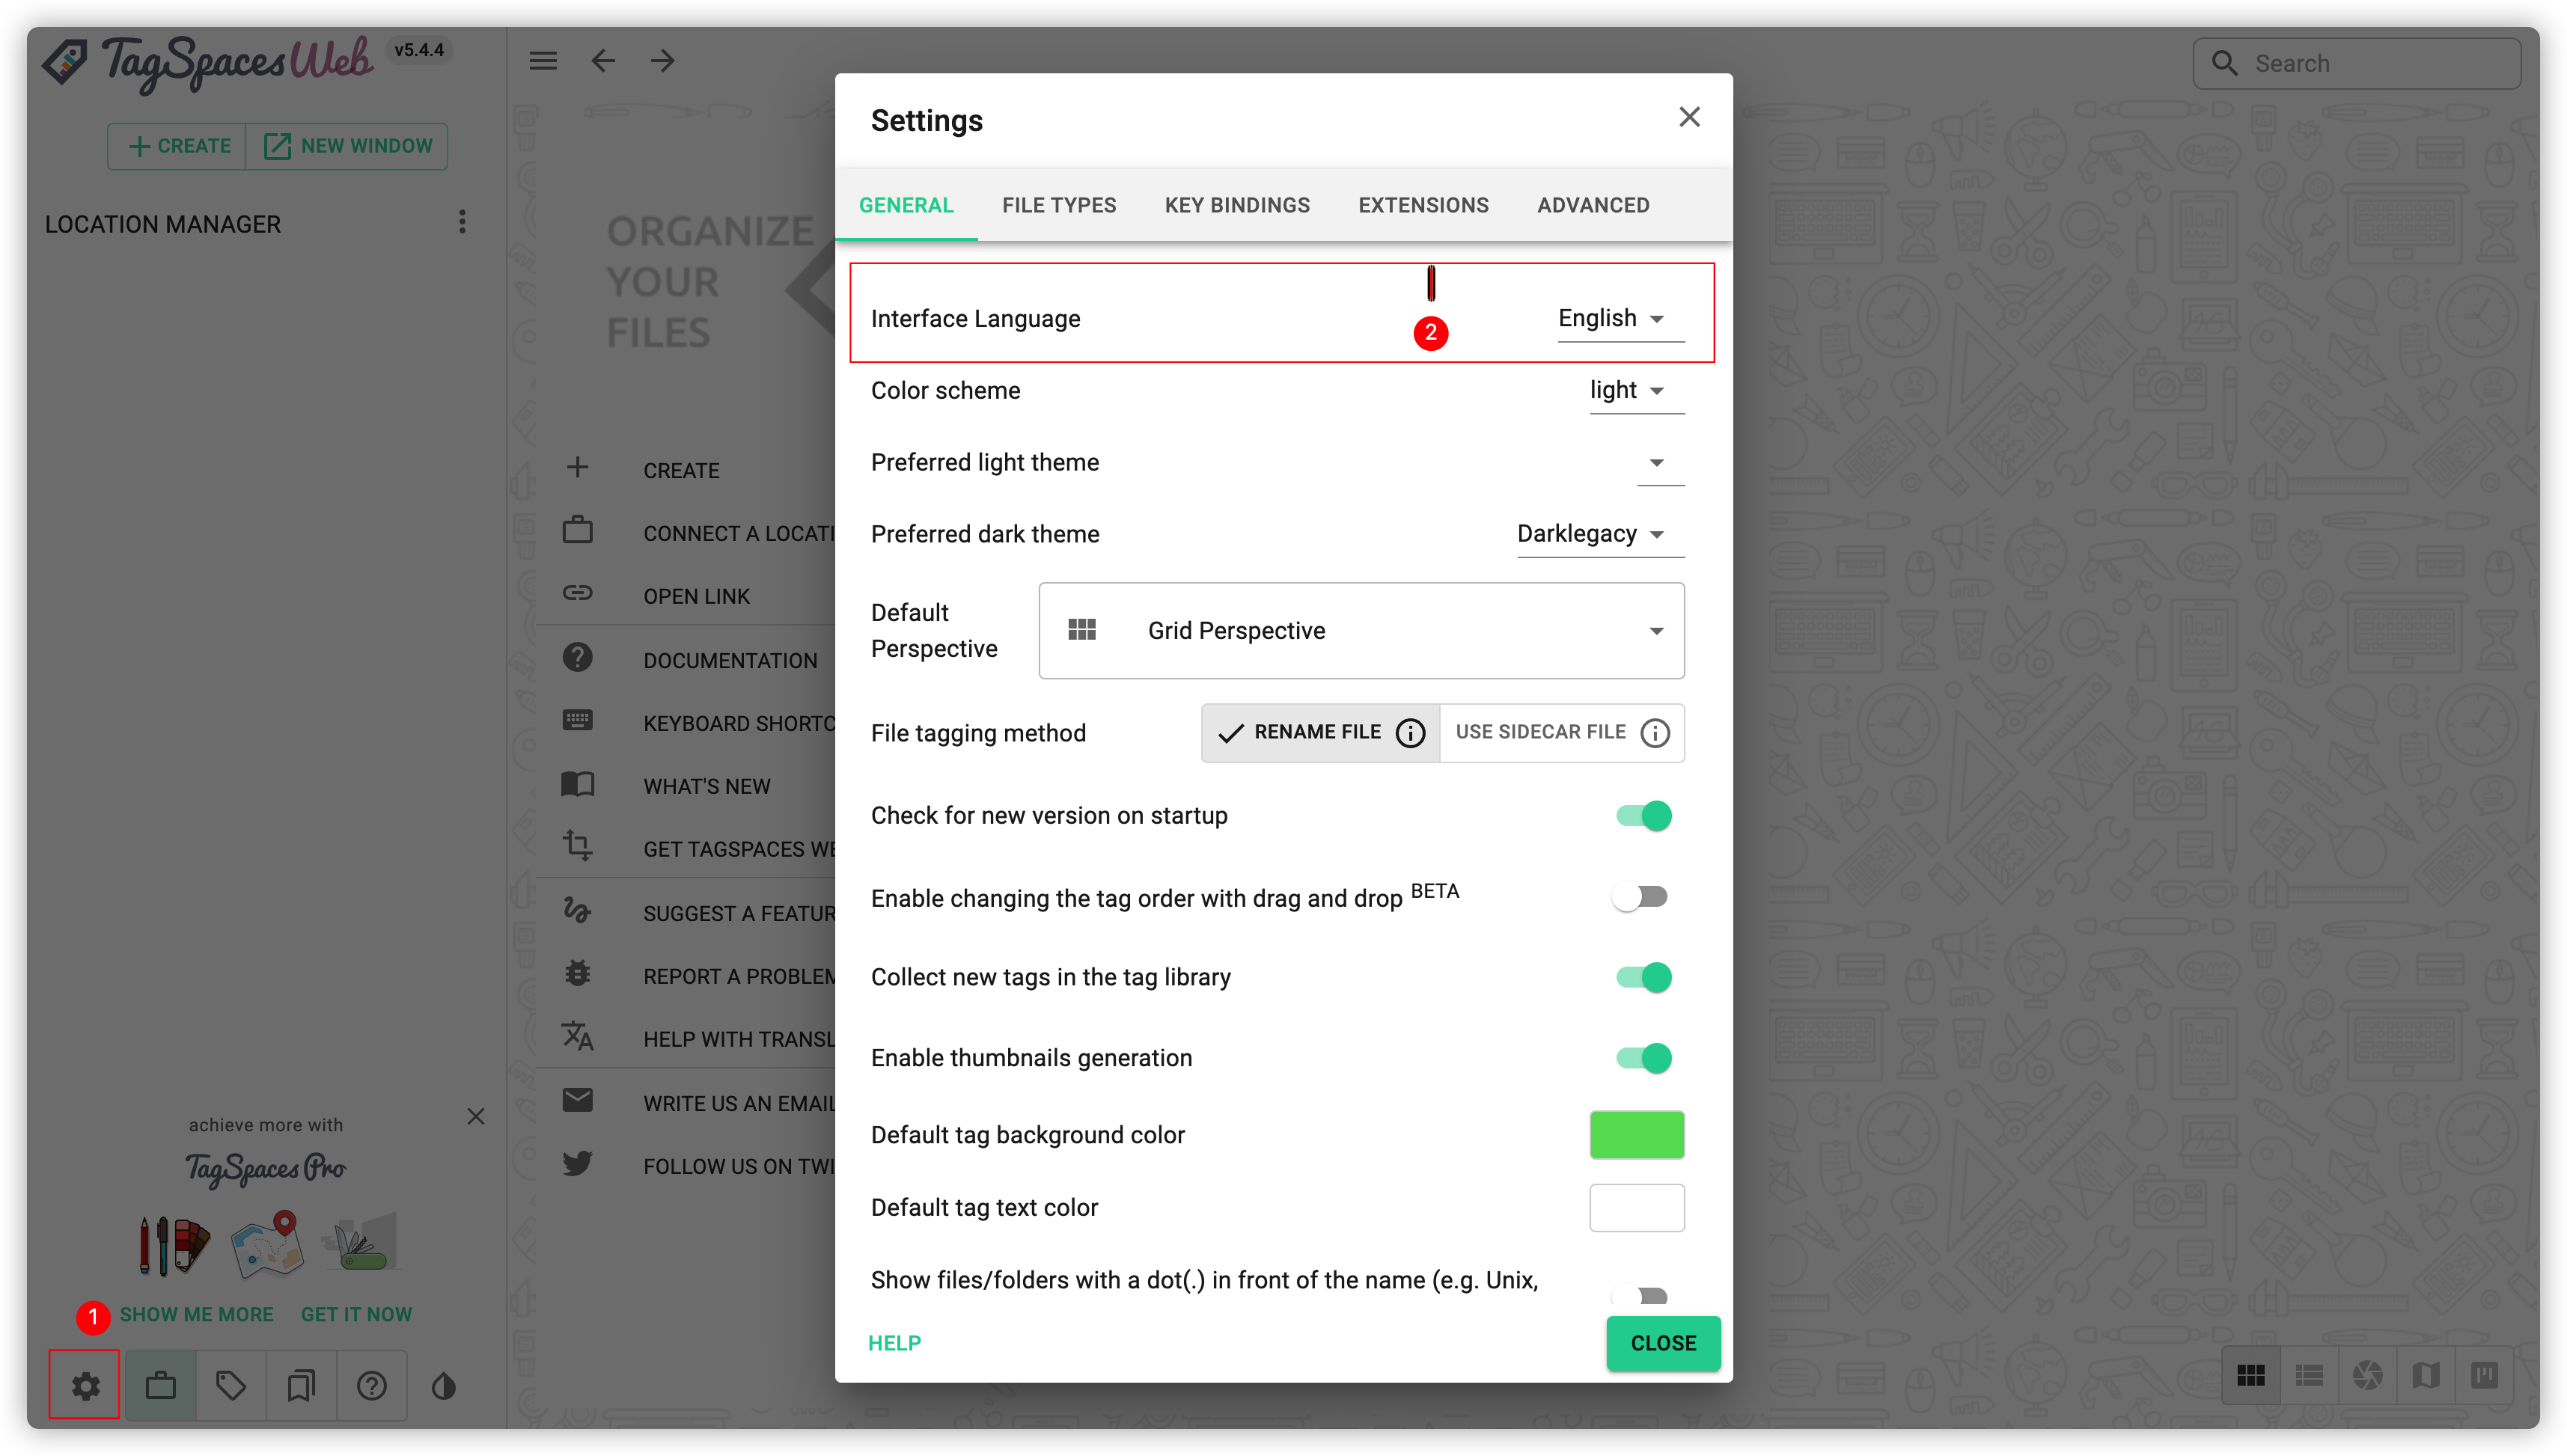 TagSpacesWeb
v5.4.4
CREATE
NEW WINDOW
LOCATION MANAGER
achieve more with
TagSpaces Pro
1
SHOW ME MORE
GET IT NOW
Search
ORGANIZE
YOUR
FILES
CREATE
CONNECT A LOCATI
OPEN LINK
DOCUMENTATION
KEYBOARD SHORTC
WHAT'S NEW
GET TAGSPACES WE
SUGGEST A FEATUR
REPORT A PROBLEM
HELP WITH TRANSL
WRITE US AN EMAIL
FOLLOW US ON TWI
Settings
GENERAL
FILE TYPES
KEY BINDINGS
EXTENSIONS
ADVANCED
Interface Language
2
English
Color scheme
light
Preferred light theme
Preferred dark theme
Darklegacy
Default
Perspective
Grid Perspective
File tagging method
RENAME FILE
USE SIDECAR FILE
Check for new version on startup
Enable changing the tag order with drag and drop BETA
Collect new tags in the tag library
Enable thumbnails generation
Default tag background color
Default tag text color
Show files/folders with a dot(.) in front of the name (e.g. Unix,
HELP
CLOSE